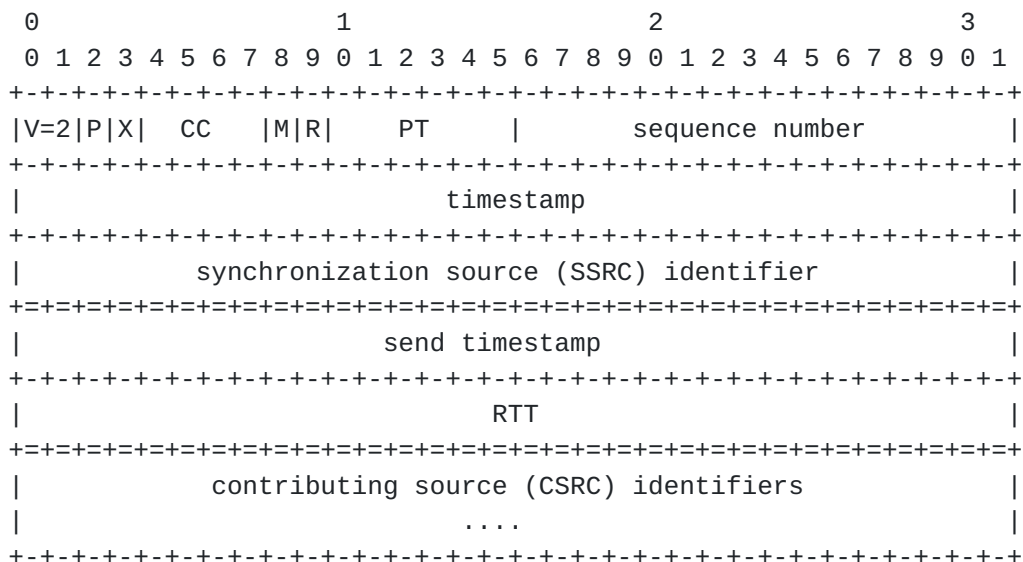 0                   1                   2                   3
 0 1 2 3 4 5 6 7 8 9 0 1 2 3 4 5 6 7 8 9 0 1 2 3 4 5 6 7 8 9 0 1
+-+-+-+-+-+-+-+-+-+-+-+-+-+-+-+-+-+-+-+-+-+-+-+-+-+-+-+-+-+-+-+-+
|V=2|P|X|  CC   |M|R|    PT     |       sequence number         |
+-+-+-+-+-+-+-+-+-+-+-+-+-+-+-+-+-+-+-+-+-+-+-+-+-+-+-+-+-+-+-+-+
|                           timestamp                           |
+-+-+-+-+-+-+-+-+-+-+-+-+-+-+-+-+-+-+-+-+-+-+-+-+-+-+-+-+-+-+-+-+
|           synchronization source (SSRC) identifier            |
+=+=+=+=+=+=+=+=+=+=+=+=+=+=+=+=+=+=+=+=+=+=+=+=+=+=+=+=+=+=+=+=+
|                       send timestamp                          |
+-+-+-+-+-+-+-+-+-+-+-+-+-+-+-+-+-+-+-+-+-+-+-+-+-+-+-+-+-+-+-+-+
|                              RTT                              |
+=+=+=+=+=+=+=+=+=+=+=+=+=+=+=+=+=+=+=+=+=+=+=+=+=+=+=+=+=+=+=+=+
|            contributing source (CSRC) identifiers             |
|                            ....                               |
+-+-+-+-+-+-+-+-+-+-+-+-+-+-+-+-+-+-+-+-+-+-+-+-+-+-+-+-+-+-+-+-+